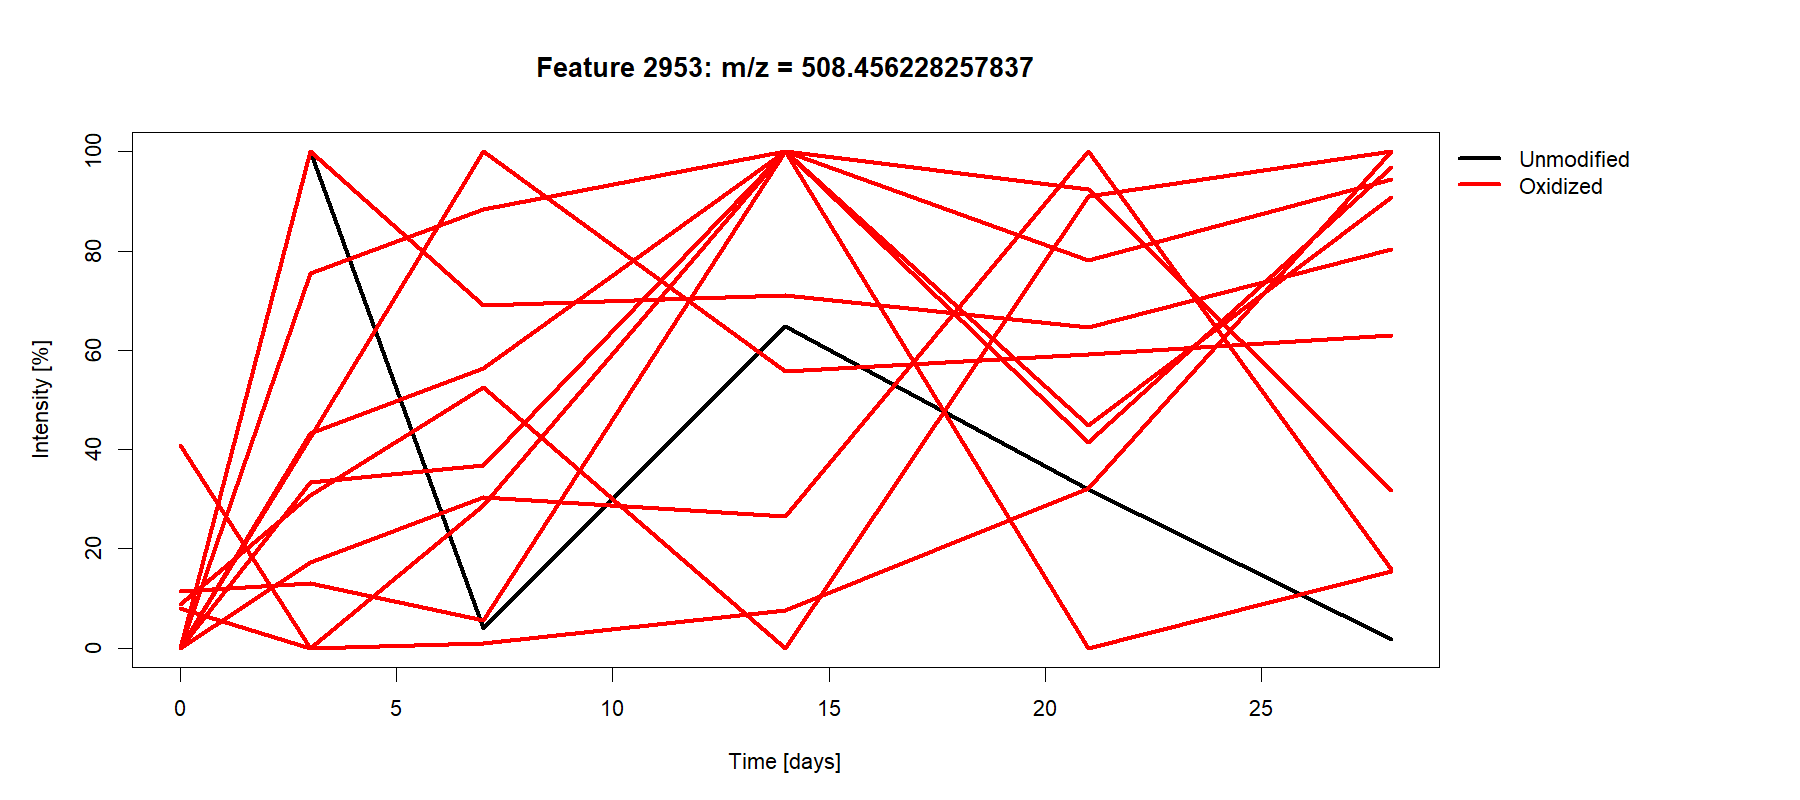 Feature 2953: m/z = 508.456228257837
Unmodified
Oxidized
100
80
60
40
20
0
Intensity [%]
0 5 10 15 20 25
Time [days]